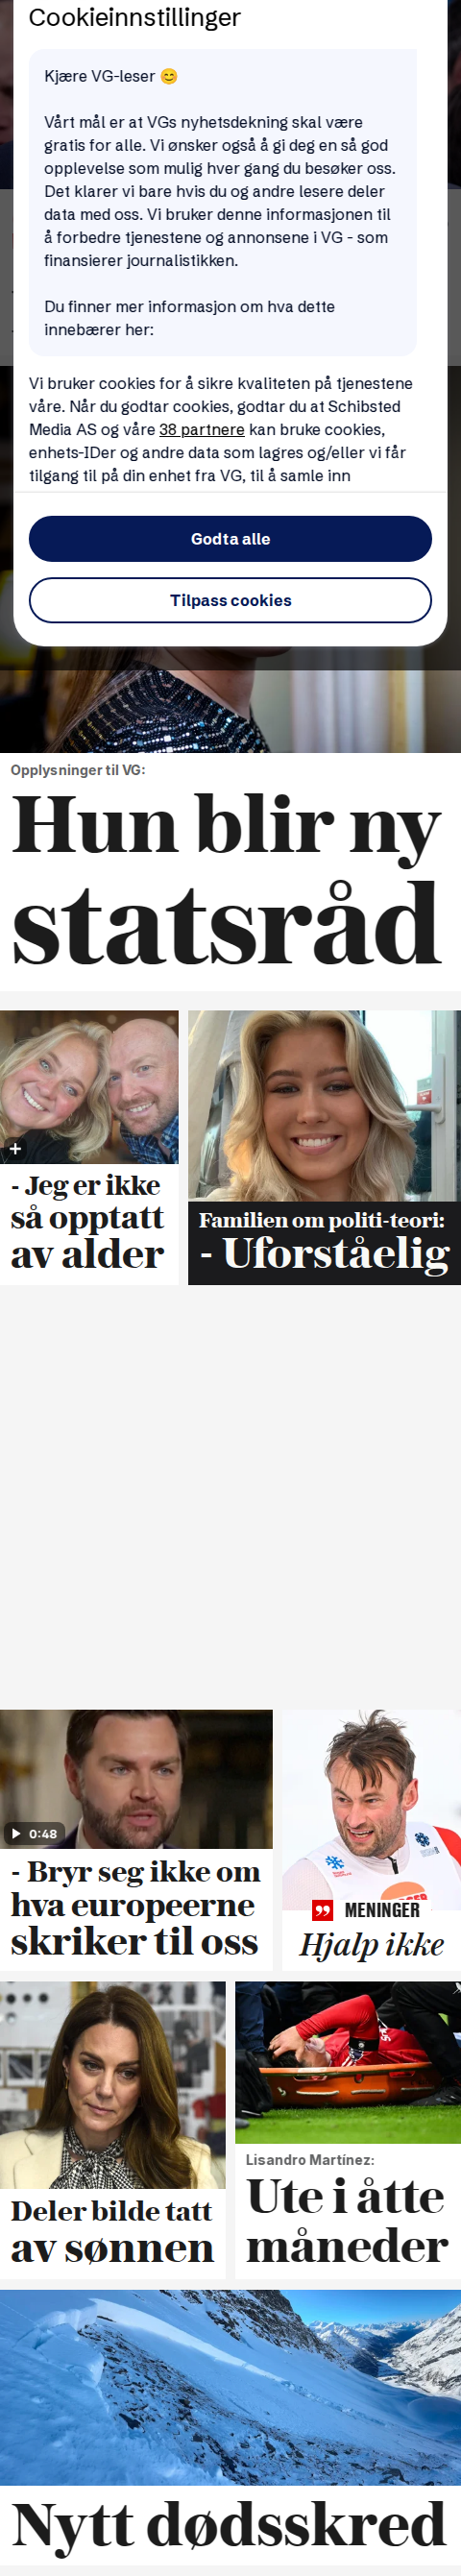 Cookieinnstillinger
Kjære VG-leser 😊
Vårt mål er at VGs nyhetsdekning skal være
gratis for alle. Vi ønsker også å gi deg en så god
opplevelse som mulig hver gang du besøker oss.
Det klarer vi bare hvis du og andre lesere deler
data med oss. Vi bruker denne informasjonen til
å forbedre tjenestene og annonsene i VG - som
finansierer journalistikken.
Du finner mer informasjon om hva dette
innebærer her:
Vi bruker cookies for å sikre kvaliteten på tjenestene
våre. Når du godtar cookies, godtar du at Schibsted
Media AS og våre 38 partnere kan bruke cookies,
enhets-IDer og andre data som lagres og/eller vi får
tilgang til på din enhet fra VG, til å samle inn
Godta alle
Tilpass cookies
Opplysninger til VG:
Hun blir ny
statsråd
- Jeg er ikke
så opptatt
av alder
Familien om politi-teori:
- Uforståelig
0:48
- Bryr seg ikke om
hva europeerne
skriker til oss
MENINGER
Hjalp ikke
Deler bilde tatt
av sønnen
Lisandro Martínez:
Ute i åtte
måneder
Nytt dødsskred